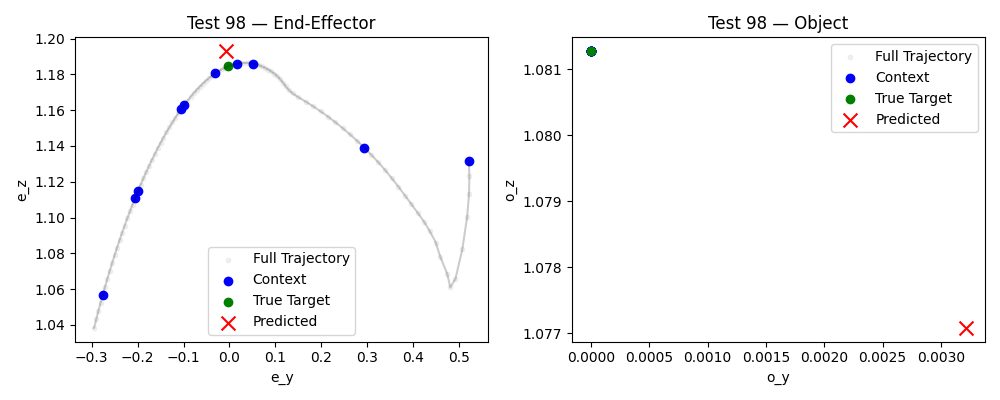 Test 98 — End-Effector
1.20
1.18
1.16
1.14
1.12
1.10
1.08
1.06
1.04
e_z
Full Trajectory
Context
True Target
Predicted
−0.3
−0.2
−0.1
0.0
0.1
0.2
0.3
0.4
0.5
e_y
Test 98 — Object
1.081
1.080
1.079
1.078
1.077
o_z
Full Trajectory
Context
True Target
Predicted
0.0000
0.0005
0.0010
0.0015
0.0020
0.0025
0.0030
o_y